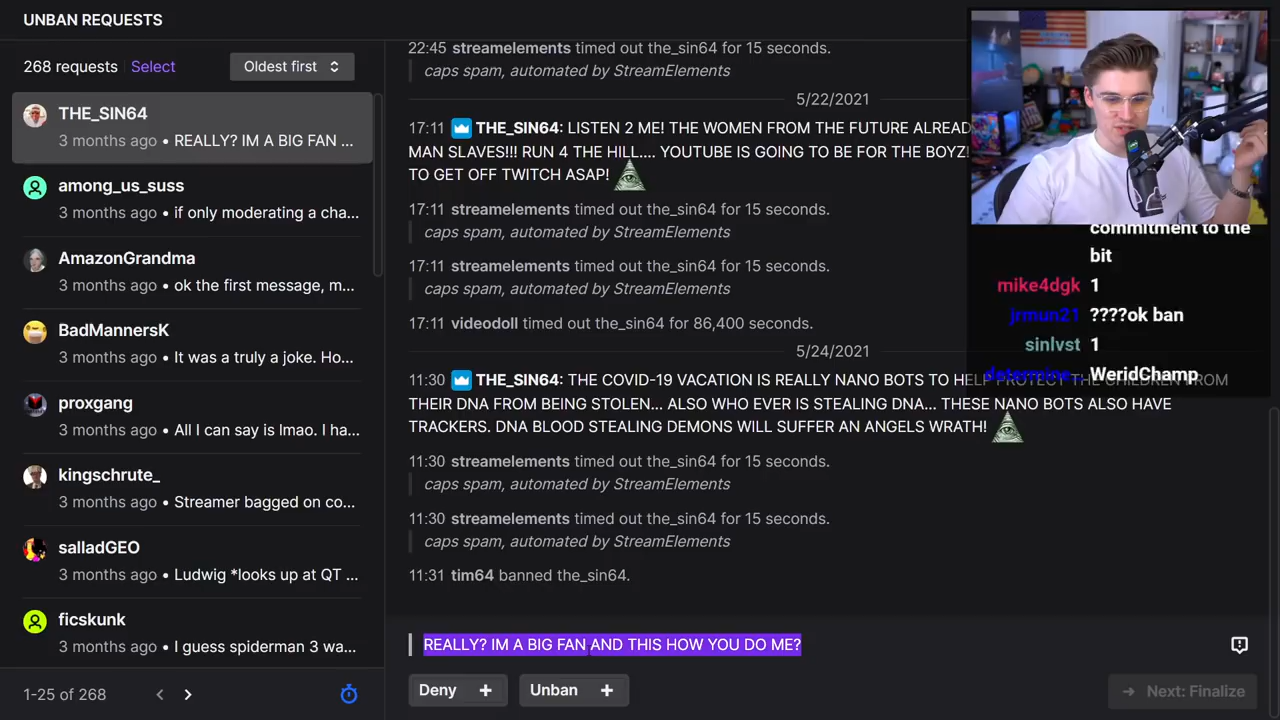 UNBAN REQUESTS
268 requests Select Oldest first
THE_SIN64
3 months ago • REALLY? IM A BIG FAN ...
among_us_suss
3 months ago • if only moderating a cha...
AmazonGrandma
3 months ago • ok the first message, m...
BadMannersK
3 months ago • It was a truly a joke. Ho...
proxgang
3 months ago • All I can say is lmao. I ha...
kingschrute_
3 months ago • Streamer bagged on co...
salladGEO
3 months ago • Ludwig *looks up at QT ...
ficskunk
3 months ago • I guess spiderman 3 wa...
1-25 of 268
22:45 streamelements timed out the_sin64 for 15 seconds.
caps spam, automated by StreamElements
5/22/2021
17:11 THE_SIN64: LISTEN 2 ME! THE WOMEN FROM THE FUTURE ALREAD
MAN SLAVES!!! RUN 4 THE HILL.... YOUTUBE IS GOING TO BE FOR THE BOYZ!
TO GET OFF TWITCH ASAP!
17:11 streamelements timed out the_sin64 for 15 seconds.
caps spam, automated by StreamElements
17:11 streamelements timed out the_sin64 for 15 seconds.
caps spam, automated by StreamElements
17:11 videodoll timed out the_sin64 for 86,400 seconds.
5/24/2021
11:30 THE_SIN64: THE COVID-19 VACATION IS REALLY NANO BOTS TO HELP PROTECT THE CHILDREN FROM
THEIR DNA FROM BEING STOLEN... ALSO WHO EVER IS STEALING DNA... THESE NANO BOTS ALSO HAVE
TRACKERS. DNA BLOOD STEALING DEMONS WILL SUFFER AN ANGELS WRATH!
11:30 streamelements timed out the_sin64 for 15 seconds.
caps spam, automated by StreamElements
11:30 streamelements timed out the_sin64 for 15 seconds.
caps spam, automated by StreamElements
11:31 tim64 banned the_sin64.
REALLY? IM A BIG FAN AND THIS HOW YOU DO ME?
Deny + Unban + → Next: Finalize
commitment to the
bit
mike4dgk 1
jrmun21 ????ok ban
sinlvst 1
determine_ WeridChamp